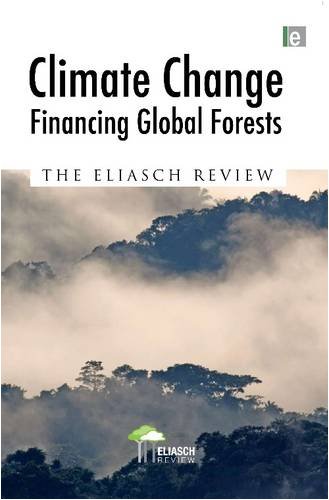 e
Climate Change
Financing Global Forests
THE ELIASCH REVIEW
ELIASCH
REVIEW